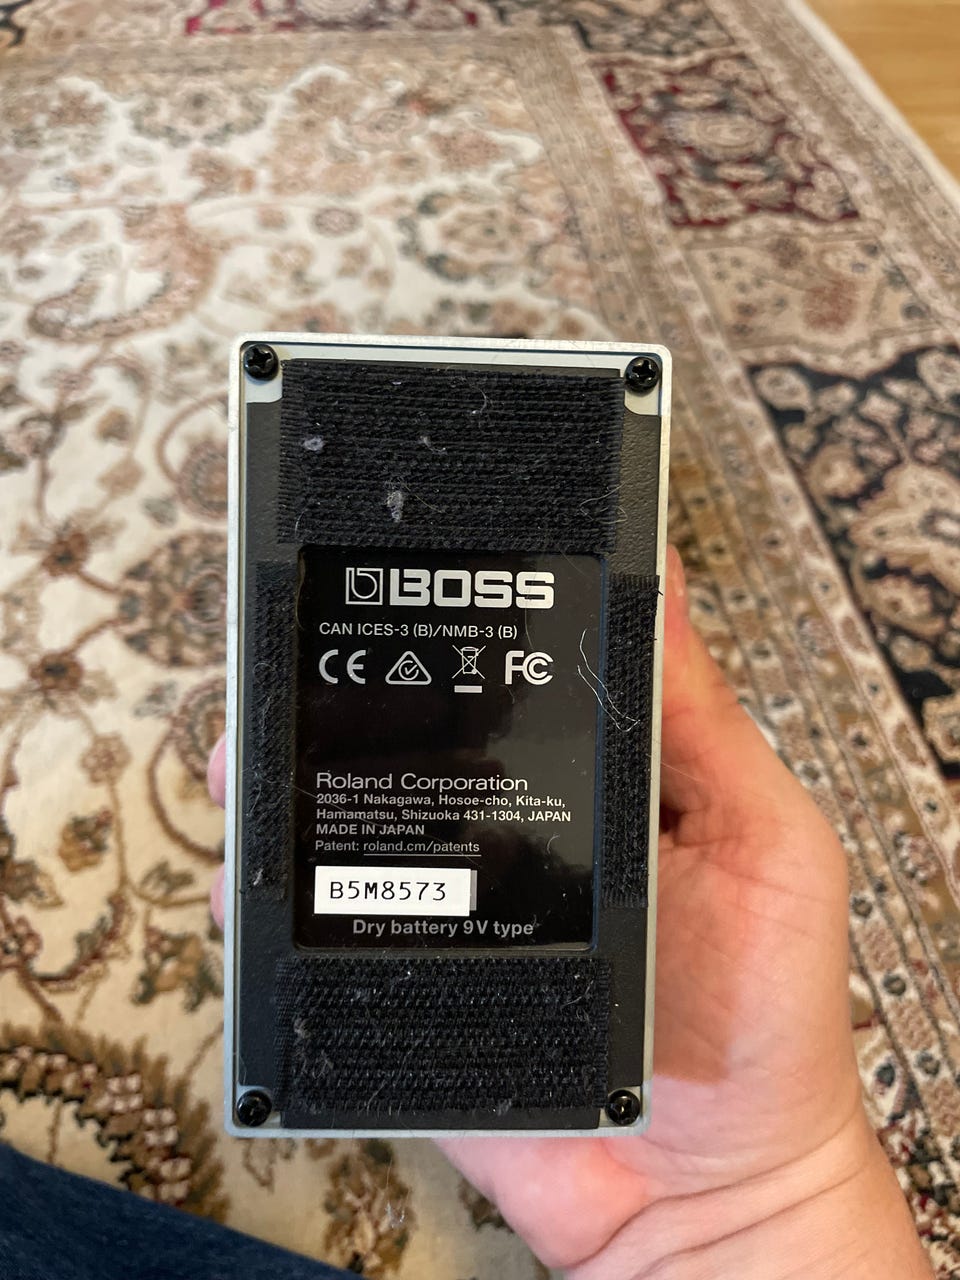 BOSS
CAN ICES-3 (B)/NMB-3 (B)
CE FC
Roland Corporation
2036-1 Nakagawa, Hosoe-cho, Kita-ku,
Hamamatsu, Shizuoka 431-1304, JAPAN
MADE IN JAPAN
Patent: roland.cm/patents
B5M8573
Dry battery 9V type